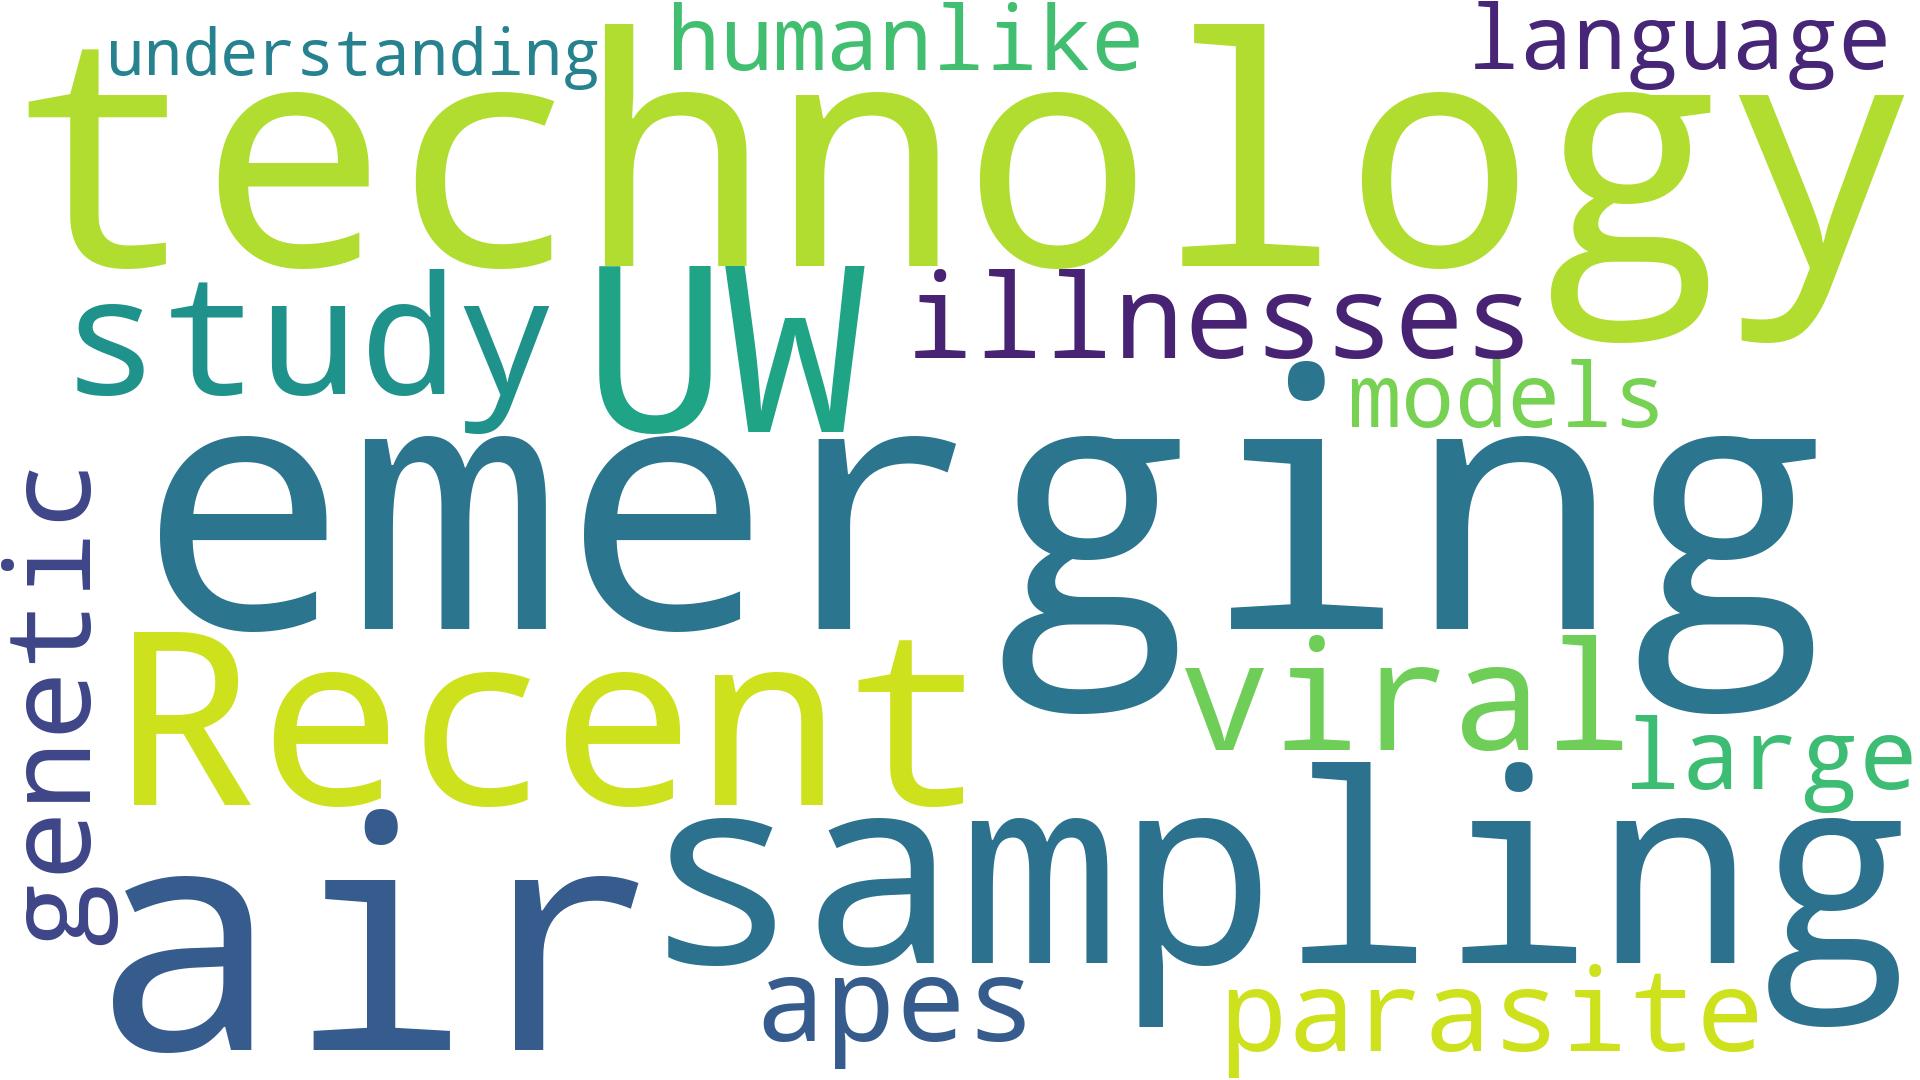 understanding
humanlike
language
technology
study
UW
illnesses
models
emerging
genetic
Recent
viral
large
air
sampling
apes
parasite